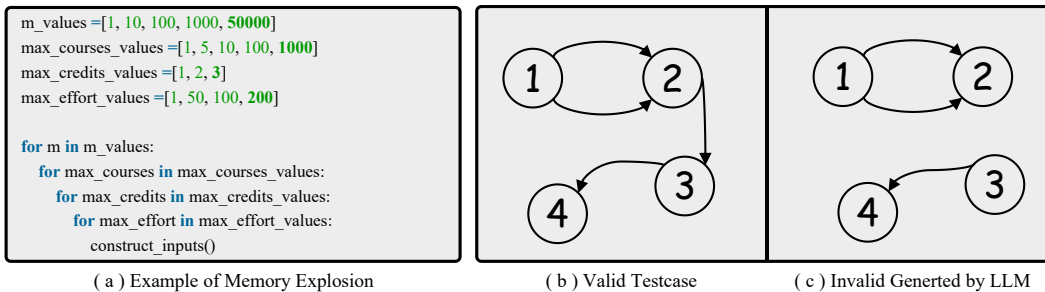 m_values =[1, 10, 100, 1000, 50000]
max_courses_values =[1, 5, 10, 100, 1000]
max_credits_values =[1, 2, 3]
max_effort_values =[1, 50, 100, 200]
for m in m_values:
for max_courses in max_courses_values:
for max_credits in max_credits_values:
for max_effort in max_effort_values:
construct_inputs()
( a ) Example of Memory Explosion
1
2
3
4
( b ) Valid Testcase
1
2
3
4
( c ) Invalid Generted by LLM